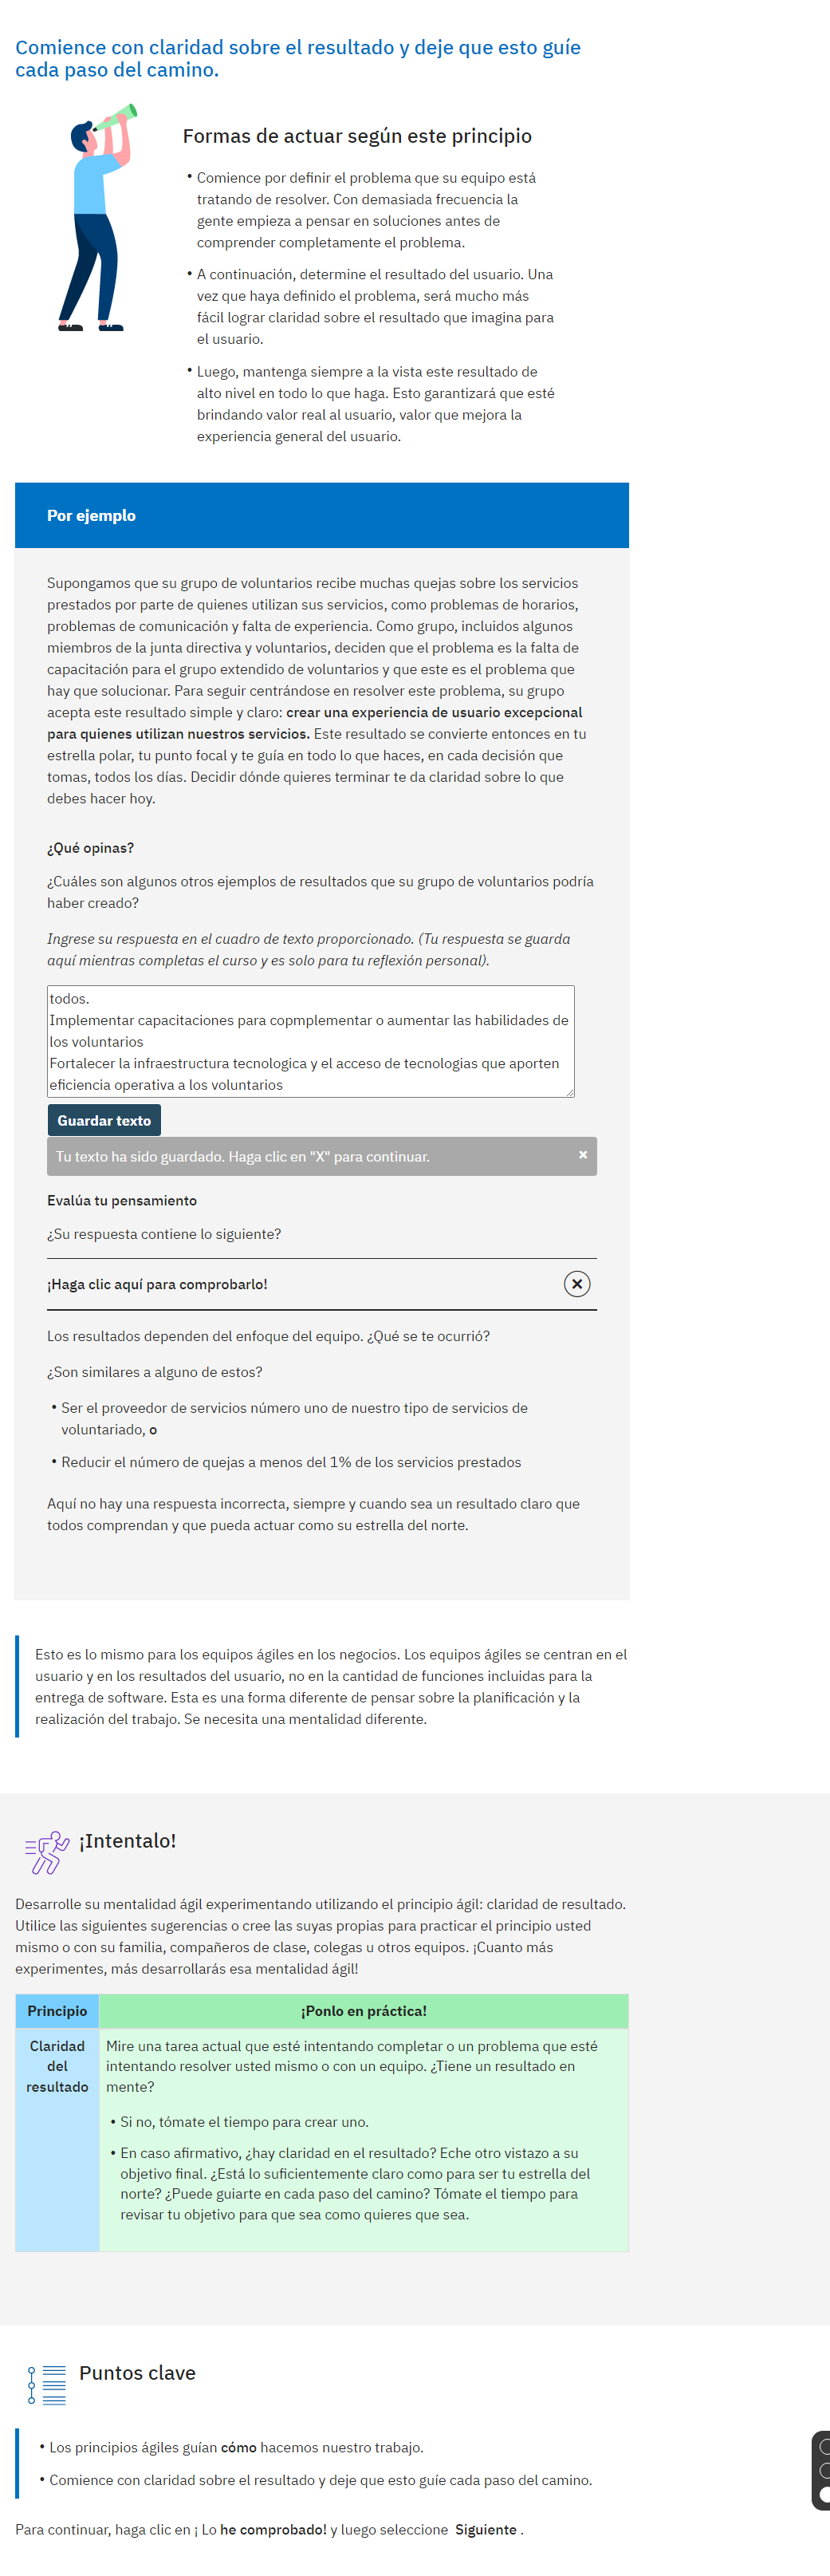 Comience con claridad sobre el resultado y deje que esto guíe
cada paso del camino.
Formas de actuar según este principio
• Comience por definir el problema que su equipo está
tratando de resolver. Con demasiada frecuencia la
gente empieza a pensar en soluciones antes de
comprender completamente el problema.
• A continuación, determine el resultado del usuario. Una
vez que haya definido el problema, será mucho más
fácil lograr claridad sobre el resultado que imagina para
el usuario.
• Luego, mantenga siempre a la vista este resultado de
alto nivel en todo lo que haga. Esto garantizará que esté
brindando valor real al usuario, valor que mejora la
experiencia general del usuario.
Por ejemplo
Supongamos que su grupo de voluntarios recibe muchas quejas sobre los servicios
prestados por parte de quienes utilizan sus servicios, como problemas de horarios,
problemas de comunicación y falta de experiencia. Como grupo, incluidos algunos
miembros de la junta directiva y voluntarios, deciden que el problema es la falta de
capacitación para el grupo extendido de voluntarios y que este es el problema que
hay que solucionar. Para seguir centrándose en resolver este problema, su grupo
acepta este resultado simple y claro: crear una experiencia de usuario excepcional
para quienes utilizan nuestros servicios. Este resultado se convierte entonces en tu
estrella polar, tu punto focal y te guía en todo lo que haces, en cada decisión que
tomas, todos los días. Decidir dónde quieres terminar te da claridad sobre lo que
debes hacer hoy.
¿Qué opinas?
¿Cuáles son algunos otros ejemplos de resultados que su grupo de voluntarios podría
haber creado?
Ingrese su respuesta en el cuadro de texto proporcionado. (Tu respuesta se guarda
aquí mientras completas el curso y es solo para tu reflexión personal).
todos.
Implementar capacitaciones para copmplementar o aumentar las habilidades de
los voluntarios
Fortalecer la infraestructura tecnologica y el acceso de tecnologias que aporten
eficiencia operativa a los voluntarios
Guardar texto
Tu texto ha sido guardado. Haga clic en "X" para continuar. ×
Evalúa tu pensamiento
¿Su respuesta contiene lo siguiente?
¡Haga clic aquí para comprobarlo!
Los resultados dependen del enfoque del equipo. ¿Qué se te ocurrió?
¿Son similares a alguno de estos?
• Ser el proveedor de servicios número uno de nuestro tipo de servicios de
voluntariado, o
• Reducir el número de quejas a menos del 1% de los servicios prestados
Aquí no hay una respuesta incorrecta, siempre y cuando sea un resultado claro que
todos comprendan y que pueda actuar como su estrella del norte.
Esto es lo mismo para los equipos ágiles en los negocios. Los equipos ágiles se centran en el
usuario y en los resultados del usuario, no en la cantidad de funciones incluidas para la
entrega de software. Esta es una forma diferente de pensar sobre la planificación y la
realización del trabajo. Se necesita una mentalidad diferente.
¡Intentalo!
Desarrolle su mentalidad ágil experimentando utilizando el principio ágil: claridad de resultado.
Utilice las siguientes sugerencias o cree las suyas propias para practicar el principio usted
mismo o con su familia, compañeros de clase, colegas u otros equipos. ¡Cuanto más
experimentes, más desarrollarás esa mentalidad ágil!
Principio
¡Ponlo en práctica!
Claridad
del
resultado
Mire una tarea actual que esté intentando completar o un problema que esté
intentando resolver usted mismo o con un equipo. ¿Tiene un resultado en
mente?
• Si no, tómate el tiempo para crear uno.
• En caso afirmativo, ¿hay claridad en el resultado? Eche otro vistazo a su
objetivo final. ¿Está lo suficientemente claro como para ser tu estrella del
norte? ¿Puede guiarte en cada paso del camino? Tómate el tiempo para
revisar tu objetivo para que sea como quieres que sea.
Puntos clave
• Los principios ágiles guían cómo hacemos nuestro trabajo.
• Comience con claridad sobre el resultado y deje que esto guíe cada paso del camino.
Para continuar, haga clic en ¡ Lo he comprobado! y luego seleccione Siguiente .